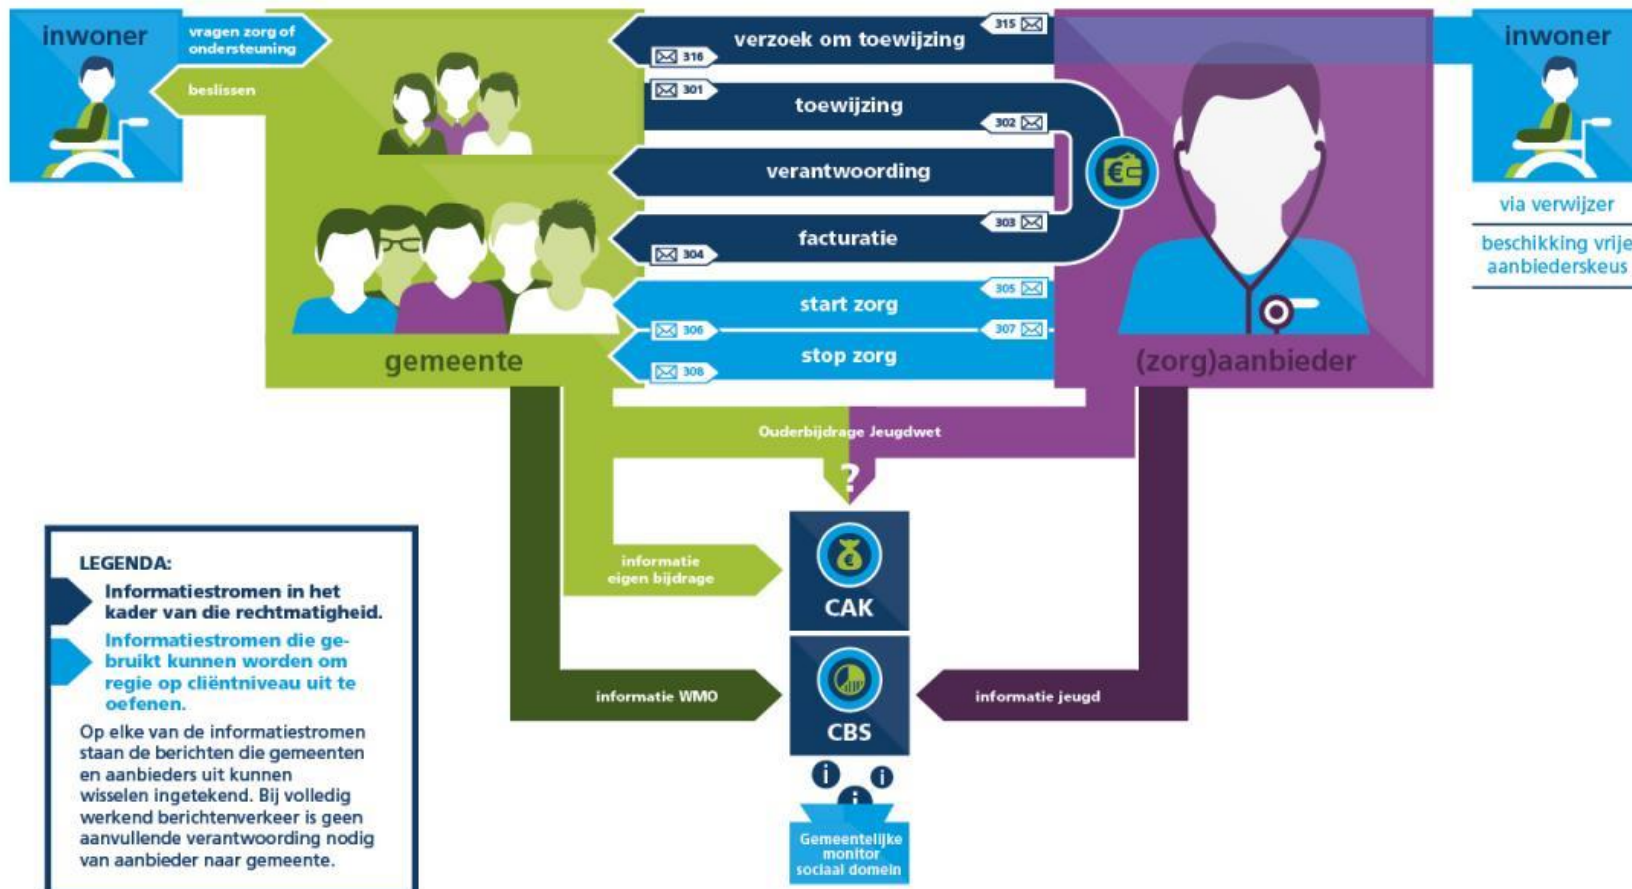 inwoner
vragen zorg of
ondersteuning
beslissen
gemeente
315
verzoek om toewijzing
316
301
toewijzing
302
verantwoording
303
facturatie
304
305
start zorg
306
307
stop zorg
308
€
(zorg)aanbieder
inwoner
via verwijzer
beschikking vrije
aanbiederskeus
Ouderbijdrage Jeugdwet
?
informatie
eigen bijdrage
€
CAK
informatie WMO
CBS
informatie jeugd
i
i
i
Gemeentelijke
monitor
sociaal domein
LEGENDA:
Informatiestromen in het
kader van die rechtmatigheid.
Informatiestromen die ge-
bruikt kunnen worden om
regie op cliëntniveau uit te
oefenen.
Op elke van de informatiestromen
staan de berichten die gemeenten
en aanbieders uit kunnen
wisselen ingetekend. Bij volledig
werkend berichtenverkeer is geen
aanvullende verantwoording nodig
van aanbieder naar gemeente.